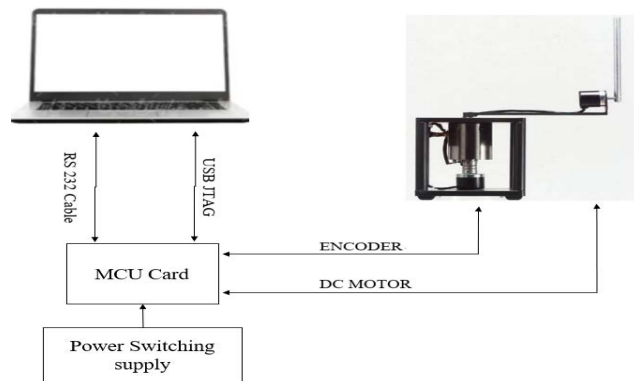 RS 232 Cable
USB JTAG
ENCODER
MCU Card
DC MOTOR
Power Switching
supply